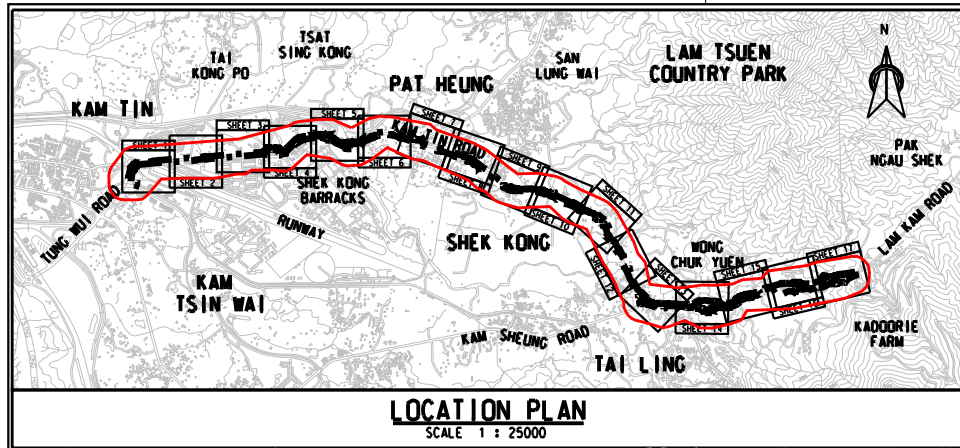 TSAT
SING KONG
TAI
KONG PO
SAN
LUNG WAI
LAM TSUEN
COUNTRY PARK
N
PAT HEUNG
KAM TIN
SHEET 3
SHEET 5
SHEET 7
KAM TIN ROAD
PAK
NGAU SHEK
SHEET 2
SHEET 4
SHEET 6
SHEET 9
SHEK KONG
BARRACKS
SHEET 10
TUNG WUI ROAD
RUNWAY
SHEK KONG
LAM KAM ROAD
WONG
CHUK YUEN
SHEET 12
SHEET 15
SHEET 17
KAM
TSIN WAI
SHEET 14
KAM SHEUNG ROAD
TAI LING
KADOORIE
FARM
LOCATION PLAN
SCALE 1 : 25000